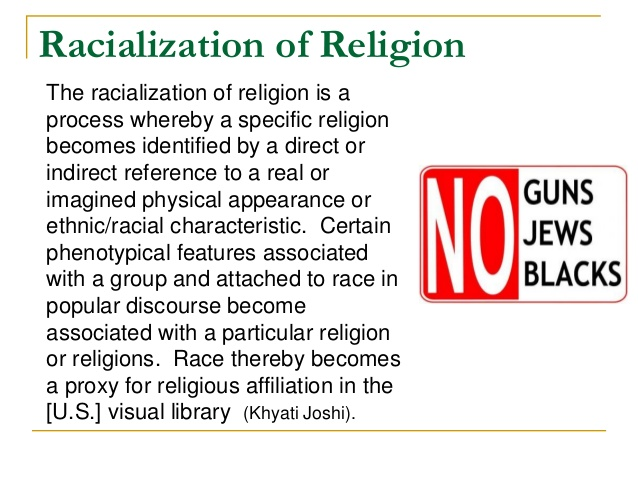 Racialization of Religion
The racialization of religion is a
process whereby a specific religion
becomes identified by a direct or
indirect reference to a real or
imagined physical appearance or
ethnic/racial characteristic.  Certain
phenotypical features associated
with a group and attached to race in
popular discourse become
associated with a particular religion
or religions.  Race thereby becomes
a proxy for religious affiliation in the
[U.S.] visual library  (Khyati Joshi).
NO
GUNS
JEWS
BLACKS